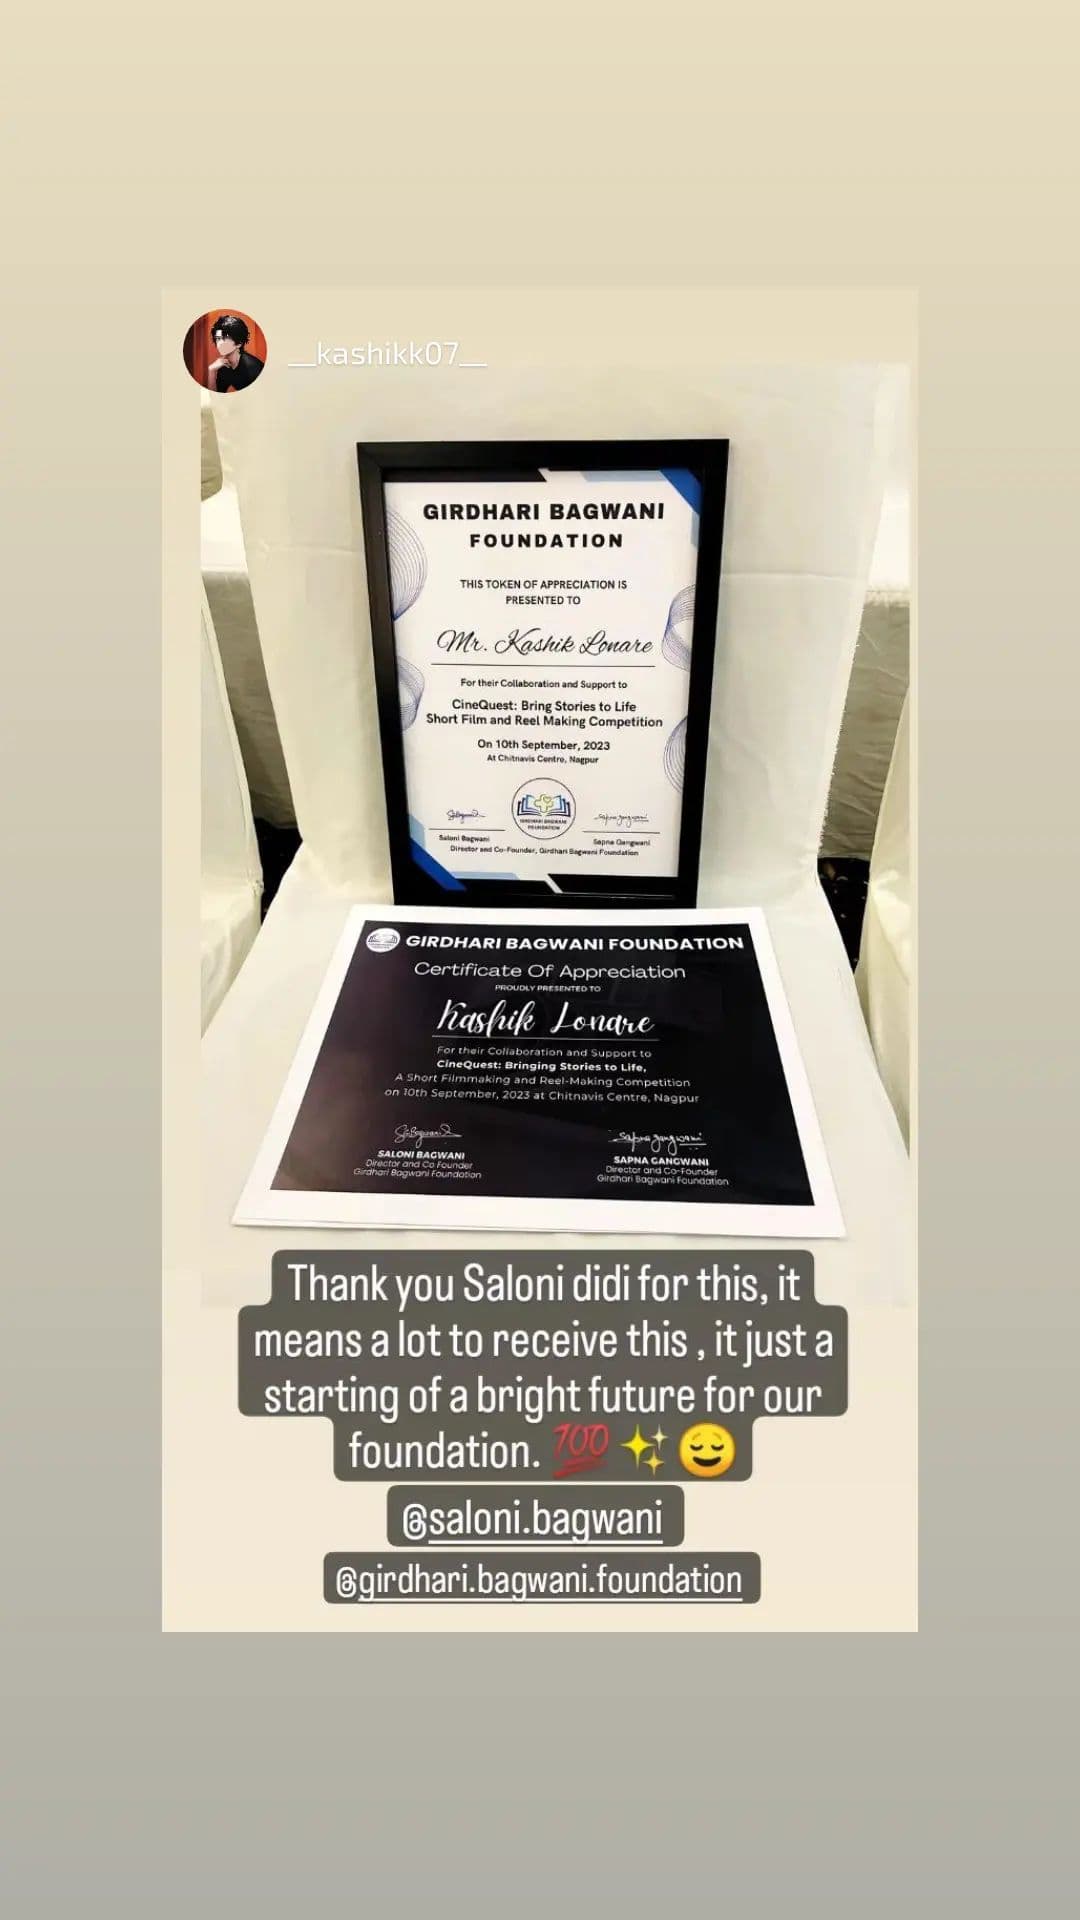 __kashikk07__
GIRDHARI BAGWANI
FOUNDATION
THIS TOKEN OF APPRECIATION IS
PRESENTED TO
Mr. Kashik Lonare
For their Collaboration and Support to
CineQuest: Bring Stories to Life
Short Film and Reel Making Competition
On 10th September, 2023
At Chitnavis Centre, Nagpur
GIRDHARI BAGWANI
FOUNDATION
Saloni Bagwani
Sapna Gangwani
Director and Co-Founder, Girdhari Bagwani Foundation
GIRDHARI BAGWANI FOUNDATION
Certificate Of Appreciation
PROUDLY PRESENTED TO
Kashik Lonare
For their Collaboration and Support to
CineQuest: Bringing Stories to Life,
A Short Filmmaking and Reel-Making Competition
on 10th September, 2023 at Chitnavis Centre, Nagpur
SALONI BAGWANI
Director and Co Founder
Girdhari Bagwani Foundation
Sapna Gangwani
SAPNA GANGWANI
Director and Co-Founder
Girdhari Bagwani Foundation
Thank you Saloni didi for this, it
means a lot to receive this , it just a
starting of a bright future for our
foundation. 💯 ✨ 😌
@saloni.bagwani
@girdhari.bagwani.foundation